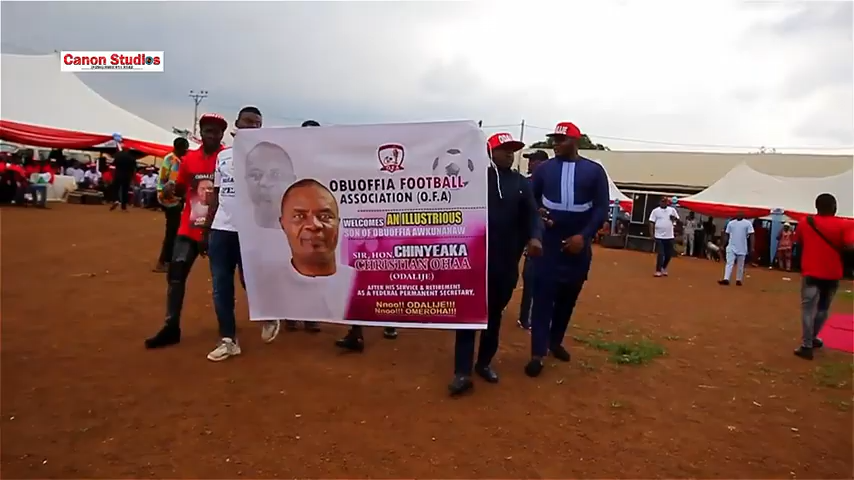 Canon Studios
OBUOFFIA FOOTBALL
ASSOCIATION (O.F.A)
WELCOMES AN ILLUSTRIOUS
SON OF OBUOFFIA AWKUNANAW
SIR, HON. CHINYEAKA
CHRISTIAN OHAA
(ODALIJE)
AFTER HIS SERVICE & RETIREMENT
AS A FEDERAL PERMANENT SECRETARY.
Nnoo!! ODALIJE!!!
Nnoo!! OMEROHA!!!